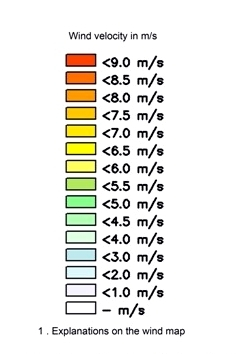 Wind velocity in m/s
<9.0 m/s
<8.5 m/s
<8.0 m/s
<7.5 m/s
<7.0 m/s
<6.5 m/s
<6.0 m/s
<5.5 m/s
<5.0 m/s
<4.5 m/s
<4.0 m/s
<3.0 m/s
<2.0 m/s
<1.0 m/s
– m/s
1 . Explanations on the wind map